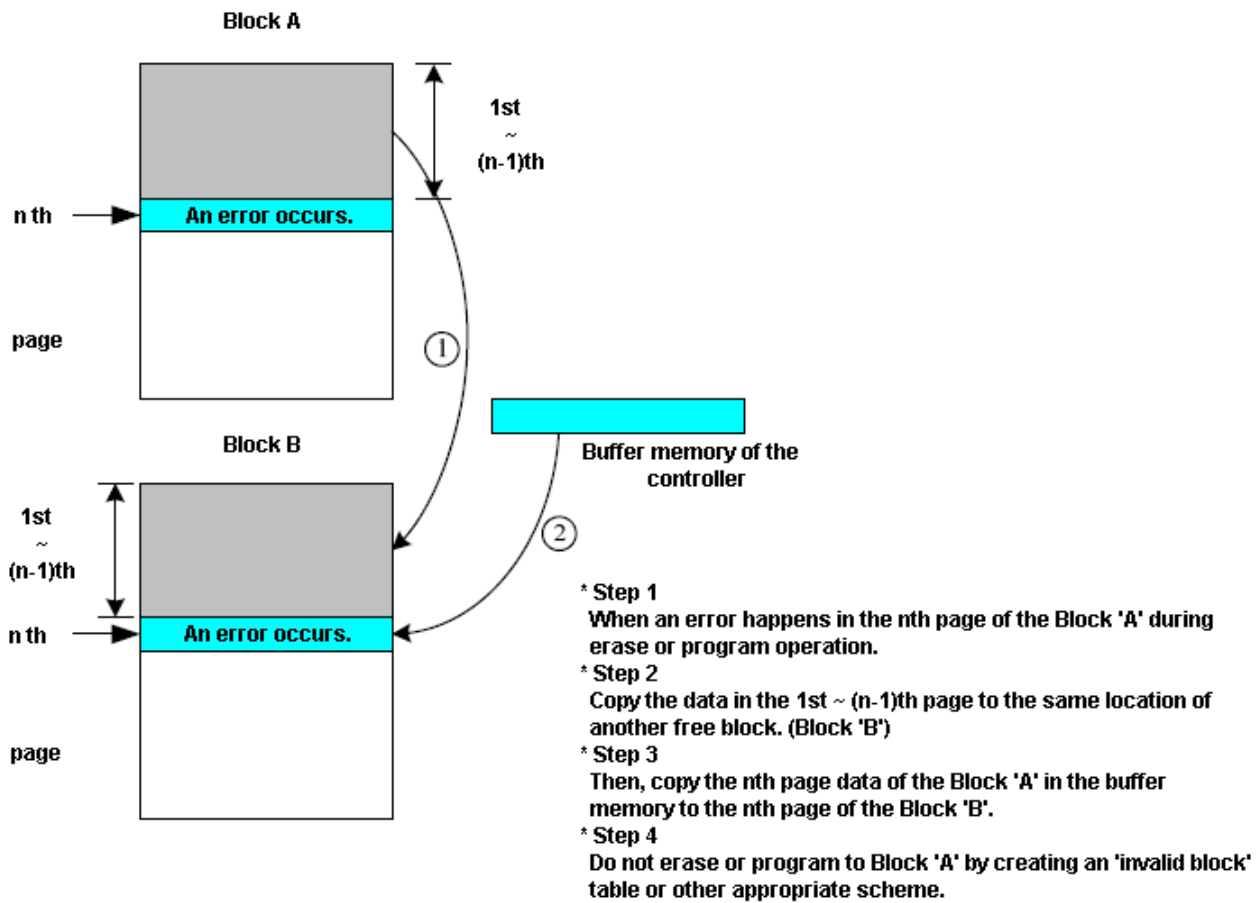 Block A
1st
~
(n-1)th
n th
An error occurs.
page
1
Block B
Buffer memory of the
controller
1st
~
(n-1)th
2
n th
An error occurs.
page
* Step 1
When an error happens in the nth page of the Block 'A' during
erase or program operation.
* Step 2
Copy the data in the 1st ~ (n-1)th page to the same location of
another free block. (Block 'B')
* Step 3
Then, copy the nth page data of the Block 'A' in the buffer
memory to the nth page of the Block 'B'.
* Step 4
Do not erase or program to Block 'A' by creating an 'invalid block'
table or other appropriate scheme.